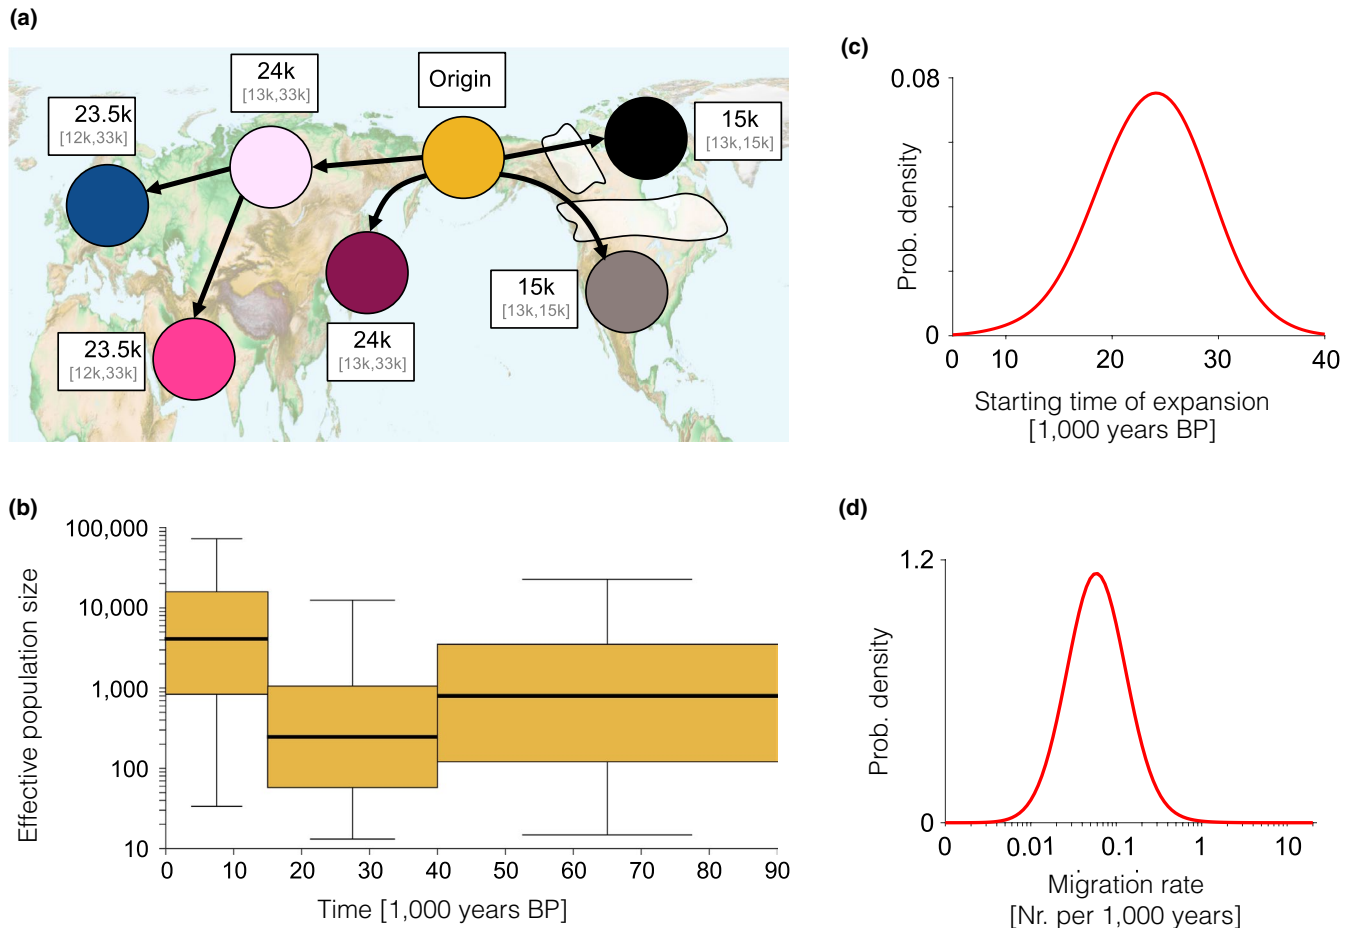 (a)
24k
[13k,33k]
Origin
23.5k
[12k,33k]
15k
[13k,15k]
15k
[13k,15k]
23.5k
[12k,33k]
24k
[13k,33k]
(c)
0.08
0
Prob. density
0 10 20 30 40
Starting time of expansion
[1,000 years BP]
(b)
100,000
10,000
1,000
100
10
Effective population size
0 10 20 30 40 50 60 70 80 90
Time [1,000 years BP]
(d)
1.2
0
Prob. density
0 0.01 0.1 1 10
Migration rate
[Nr. per 1,000 years]